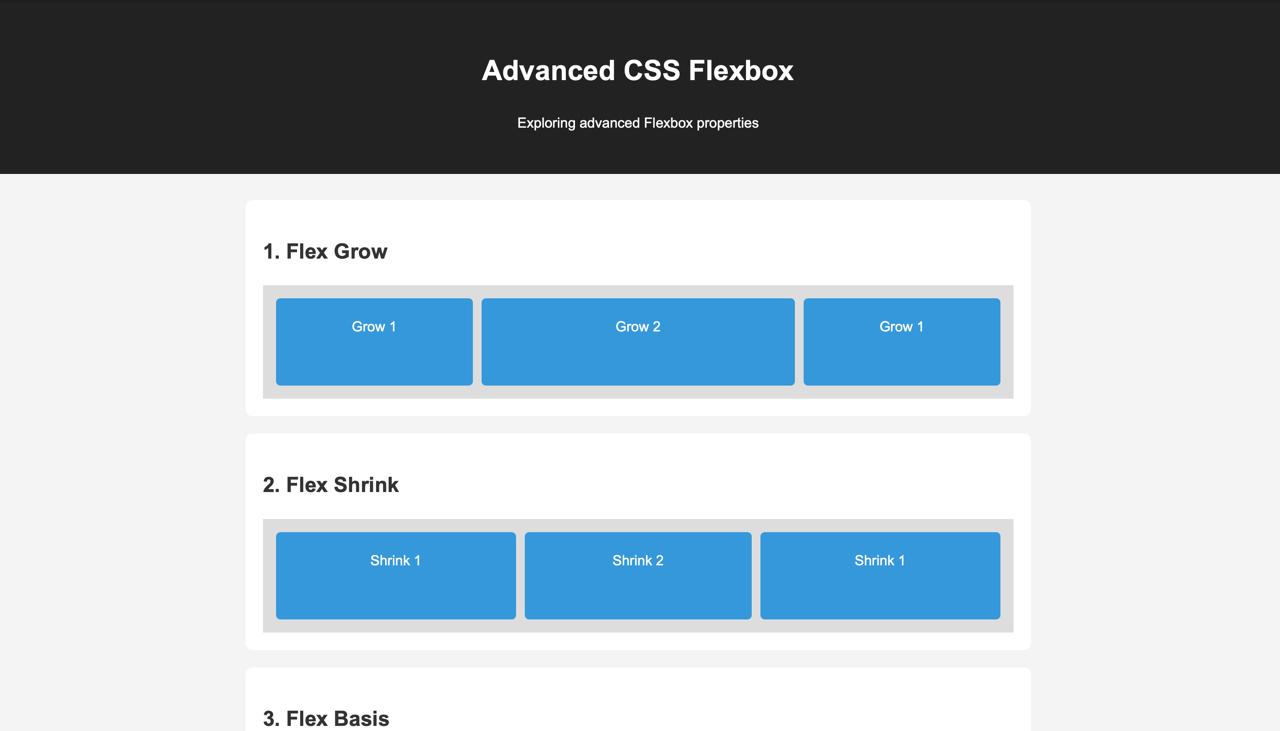 Advanced CSS Flexbox
Exploring advanced Flexbox properties
1. Flex Grow
Grow 1
Grow 2
Grow 1
2. Flex Shrink
Shrink 1
Shrink 2
Shrink 1
3. Flex Basis